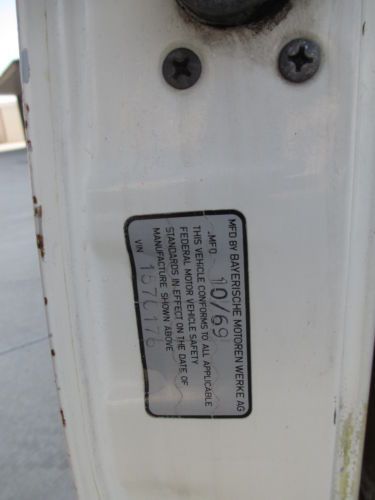 MFD BY BAYERISCHE MOTOREN WERKE AG
MFD 10/69
THIS VEHICLE CONFORMS TO ALL APPLICABLE
FEDERAL MOTOR VEHICLE SAFETY
STANDARDS IN EFFECT ON THE DATE OF
MANUFACTURE SHOWN ABOVE
VIN 1576176